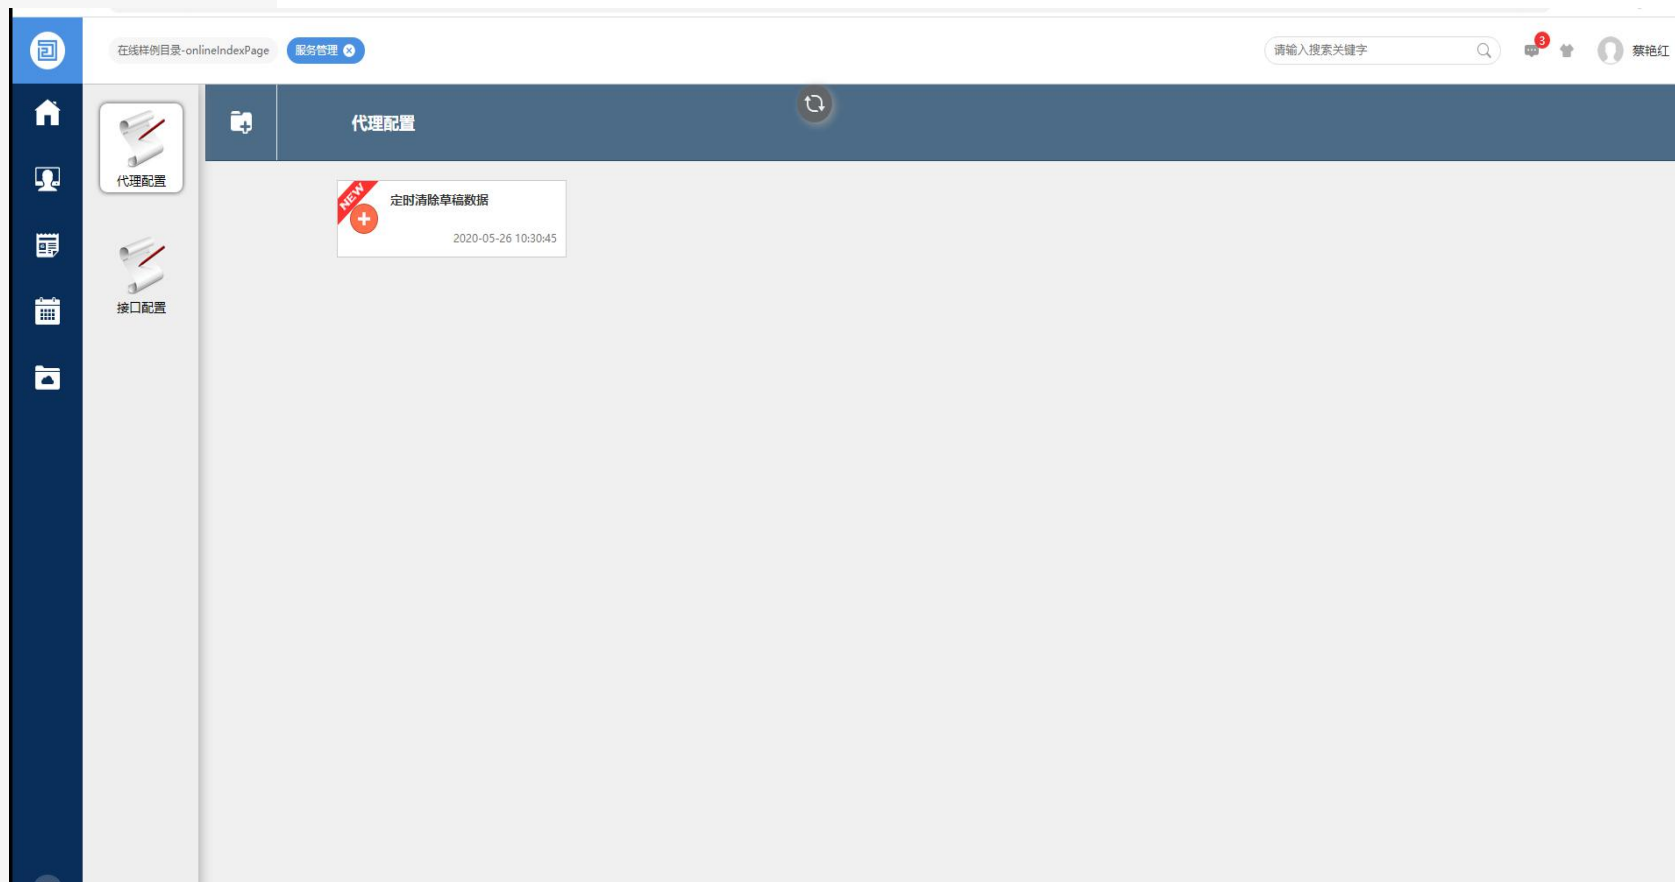 在线样例目录-onlineIndexPage
服务管理
请输入搜索关键字
3
蔡艳红
代理配置
代理配置
NEW
定时清除草稿数据
2020-05-26 10:30:45
接口配置